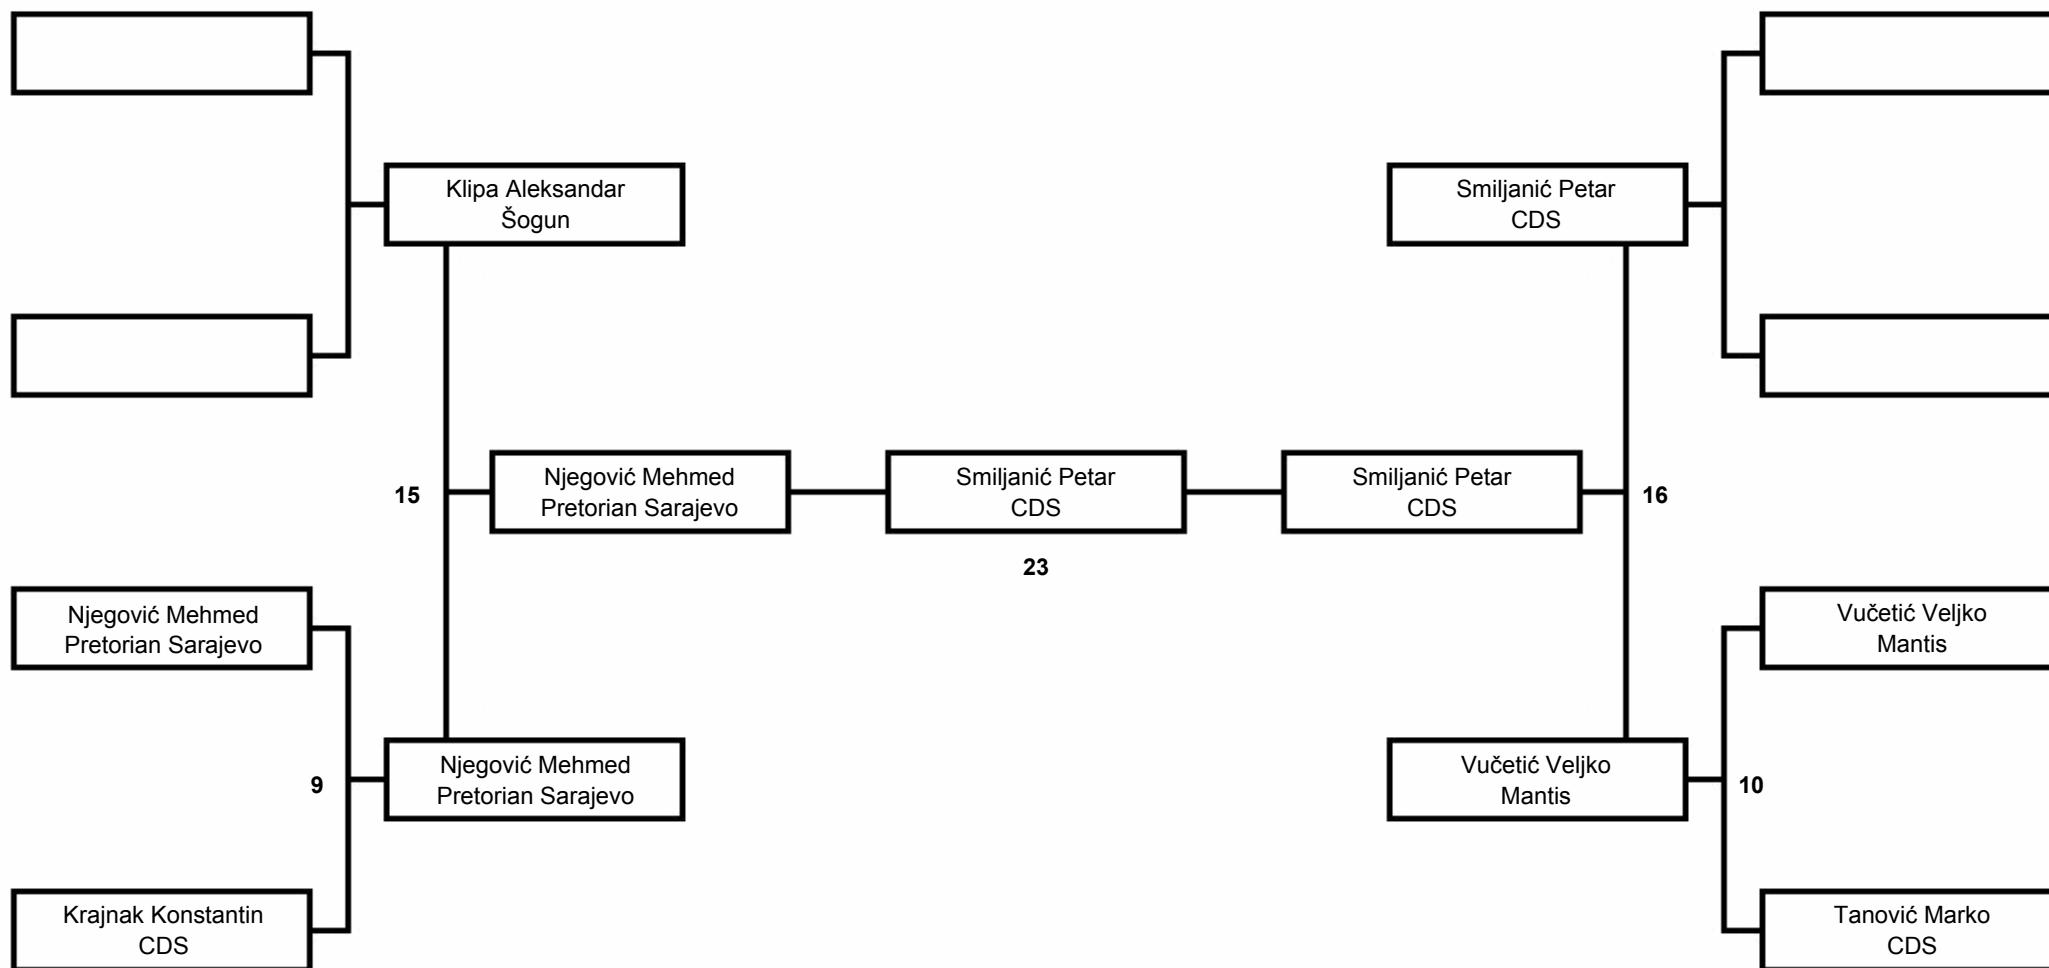 Klipa Aleksandar
Šogun
Smiljanić Petar
CDS
15
Njegović Mehmed
Pretorian Sarajevo
Smiljanić Petar
CDS
Smiljanić Petar
CDS
16
23
Njegović Mehmed
Pretorian Sarajevo
Vučetić Veljko
Mantis
9
Njegović Mehmed
Pretorian Sarajevo
Vučetić Veljko
Mantis
10
Krajnak Konstantin
CDS
Tanović Marko
CDS